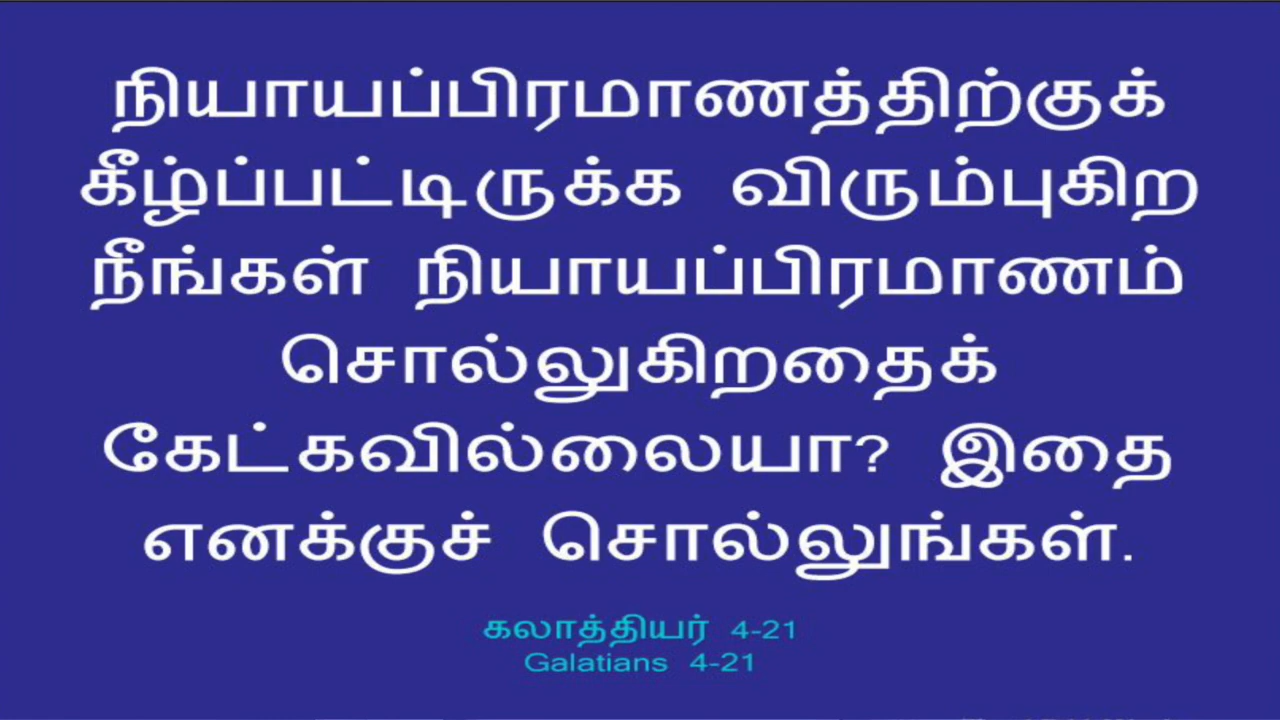 நியாயப்பிரமாணத்திற்குக்
கீழ்ப்பட்டிருக்க விரும்புகிற
நீங்கள் நியாயப்பிரமாணம்
சொல்லுகிறதைக்
கேட்கவில்லையா? இதை
எனக்குச் சொல்லுங்கள்.
கலாத்தியர் 4-21
Galatians 4-21